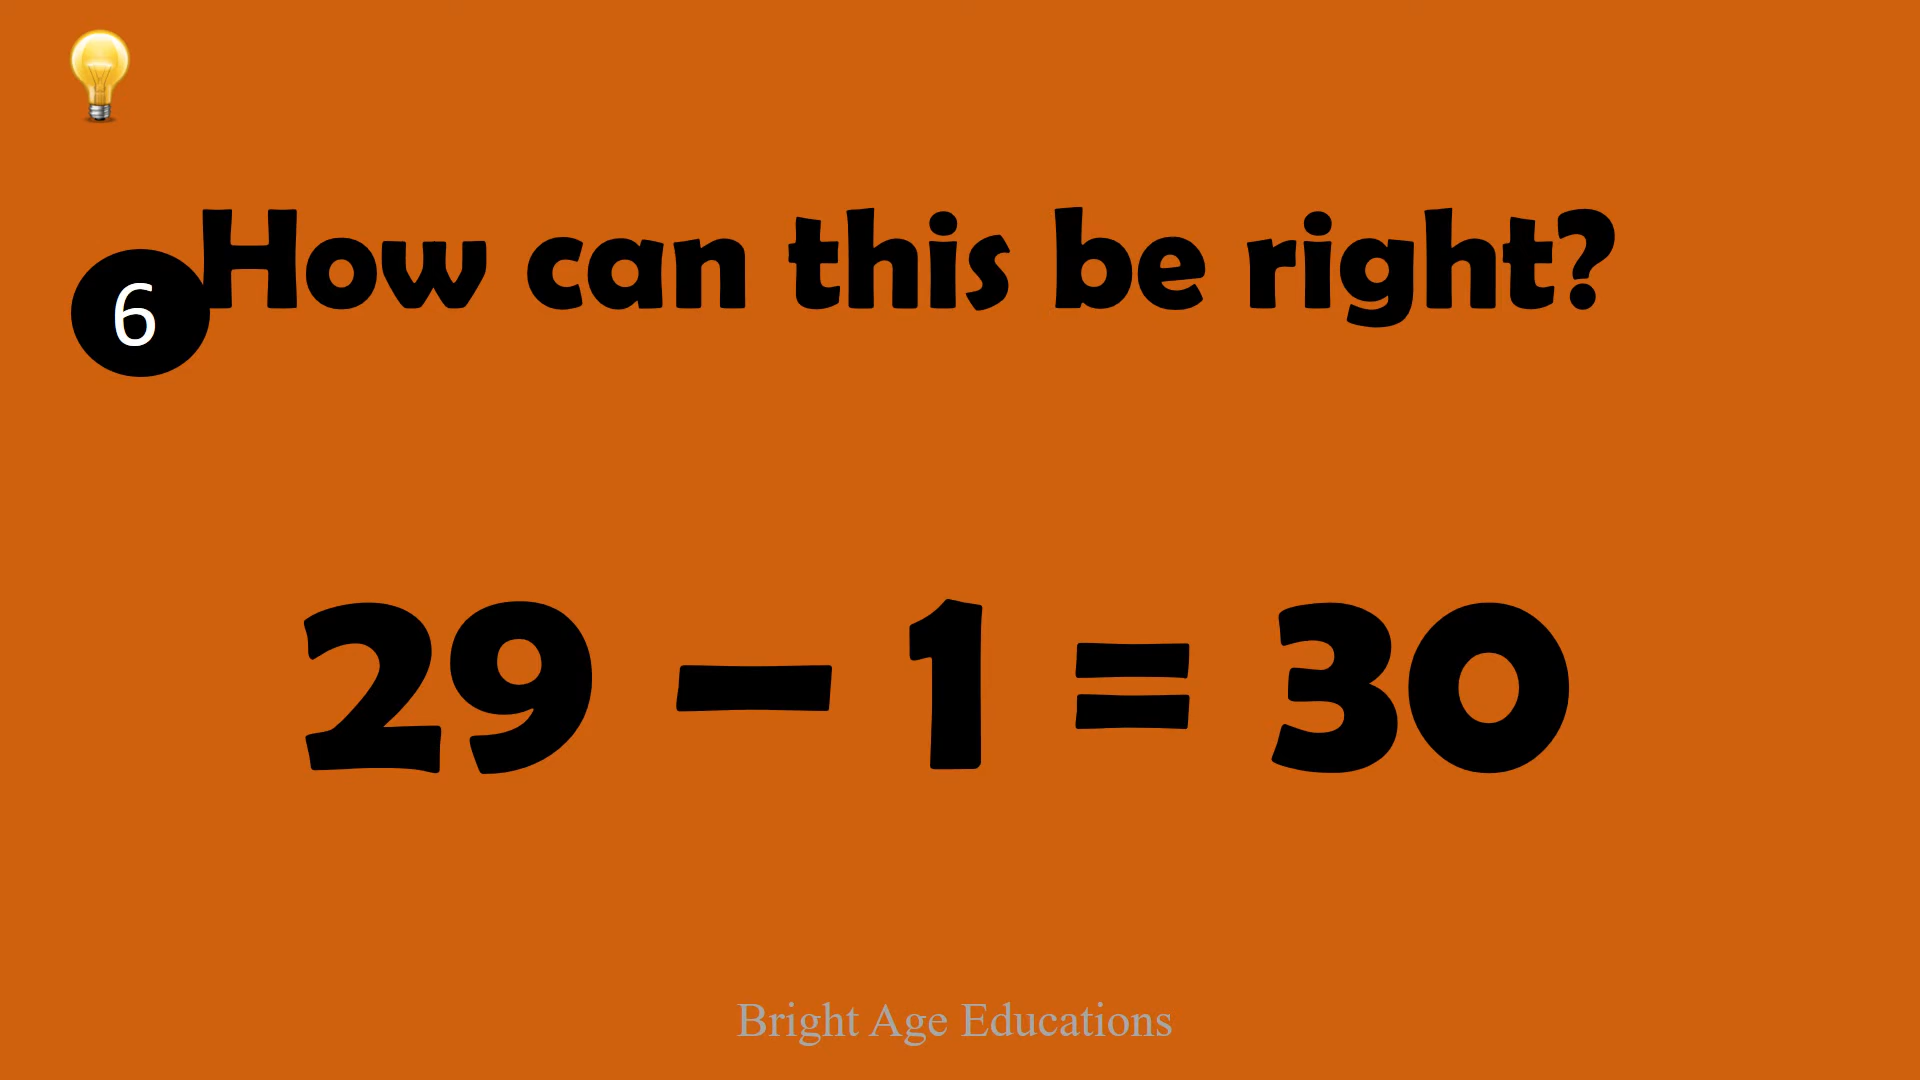 How can this be right?
6
29 – 1 = 30
Bright Age Educations